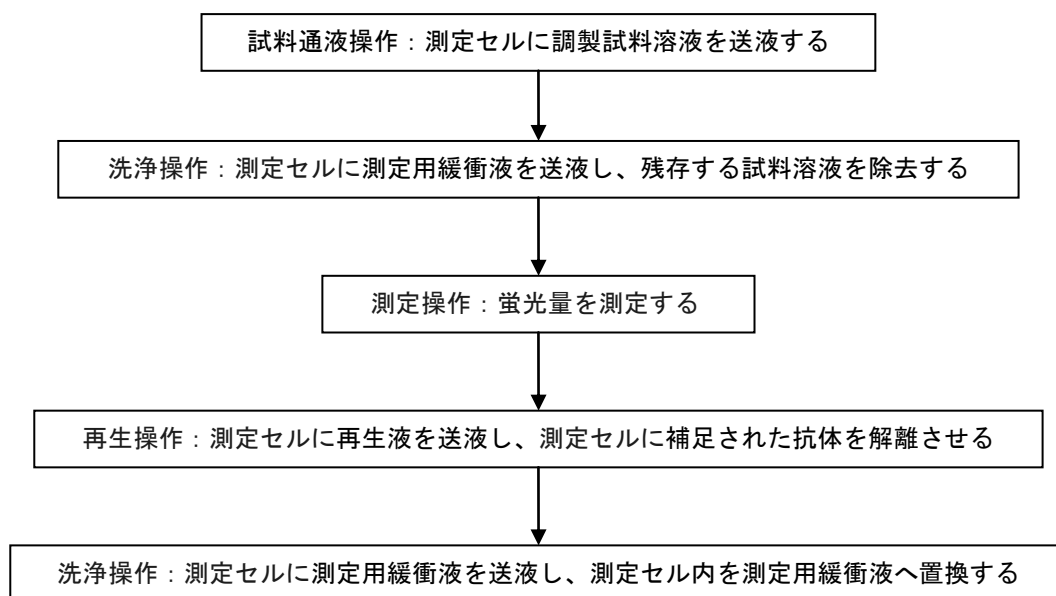 試料通液操作：測定セルに調製試料溶液を送液する
洗浄操作：測定セルに測定用緩衝液を送液し、残存する試料溶液を除去する
測定操作：蛍光量を測定する
再生操作：測定セルに再生液を送液し、測定セルに補足された抗体を解離させる
洗浄操作：測定セルに測定用緩衝液を送液し、測定セル内を測定用緩衝液へ置換する